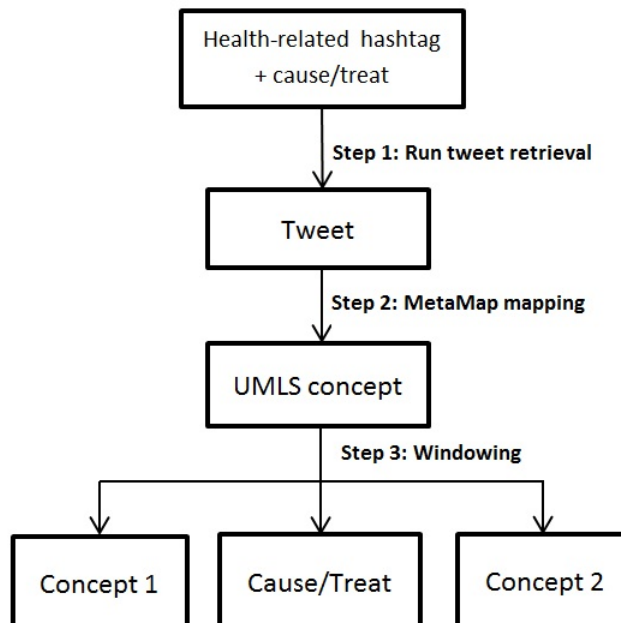 Health-related hashtag
+ cause/treat
Step 1: Run tweet retrieval
Tweet
Step 2: MetaMap mapping
UMLS concept
Step 3: Windowing
Concept 1
Cause/Treat
Concept 2